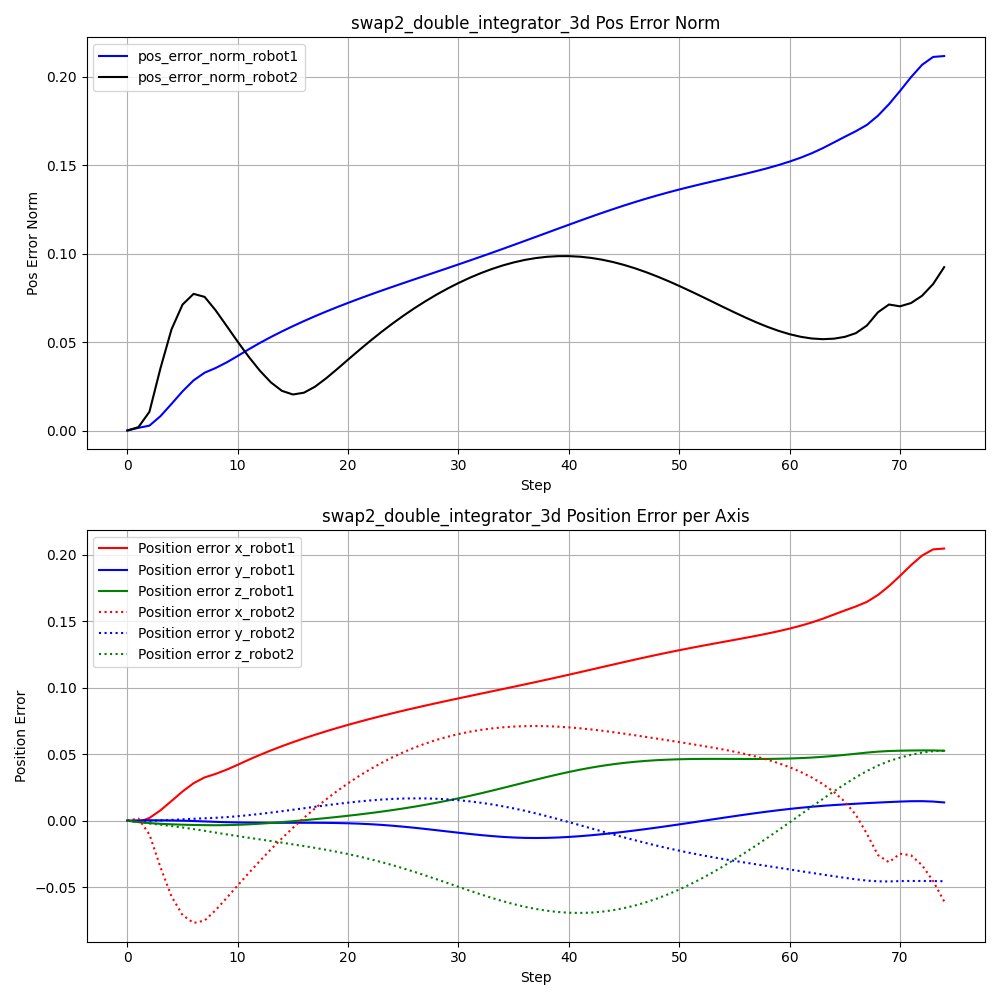 swap2_double_integrator_3d Pos Error Norm
pos_error_norm_robot1
pos_error_norm_robot2
Pos Error Norm
0.20
0.15
0.10
0.05
0.00
0 10 20 30 40 50 60 70
Step
swap2_double_integrator_3d Position Error per Axis
Position error x_robot1
Position error y_robot1
Position error z_robot1
Position error x_robot2
Position error y_robot2
Position error z_robot2
Position Error
0.20
0.15
0.10
0.05
0.00
−0.05
0 10 20 30 40 50 60 70
Step